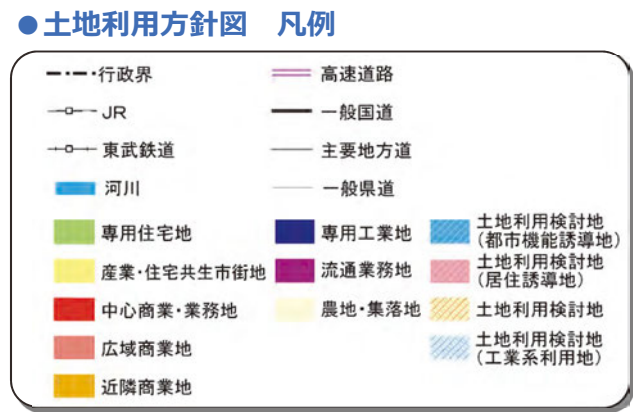 ●土地利用方針図　凡例
行政界
高速道路
JR
一般国道
東武鉄道
主要地方道
河川
一般県道
専用住宅地
専用工業地
土地利用検討地
(都市機能誘導地)
産業・住宅共生市街地
流通業務地
土地利用検討地
(居住誘導地)
中心商業・業務地
農地・集落地
土地利用検討地
広域商業地
土地利用検討地
(工業系利用地)
近隣商業地